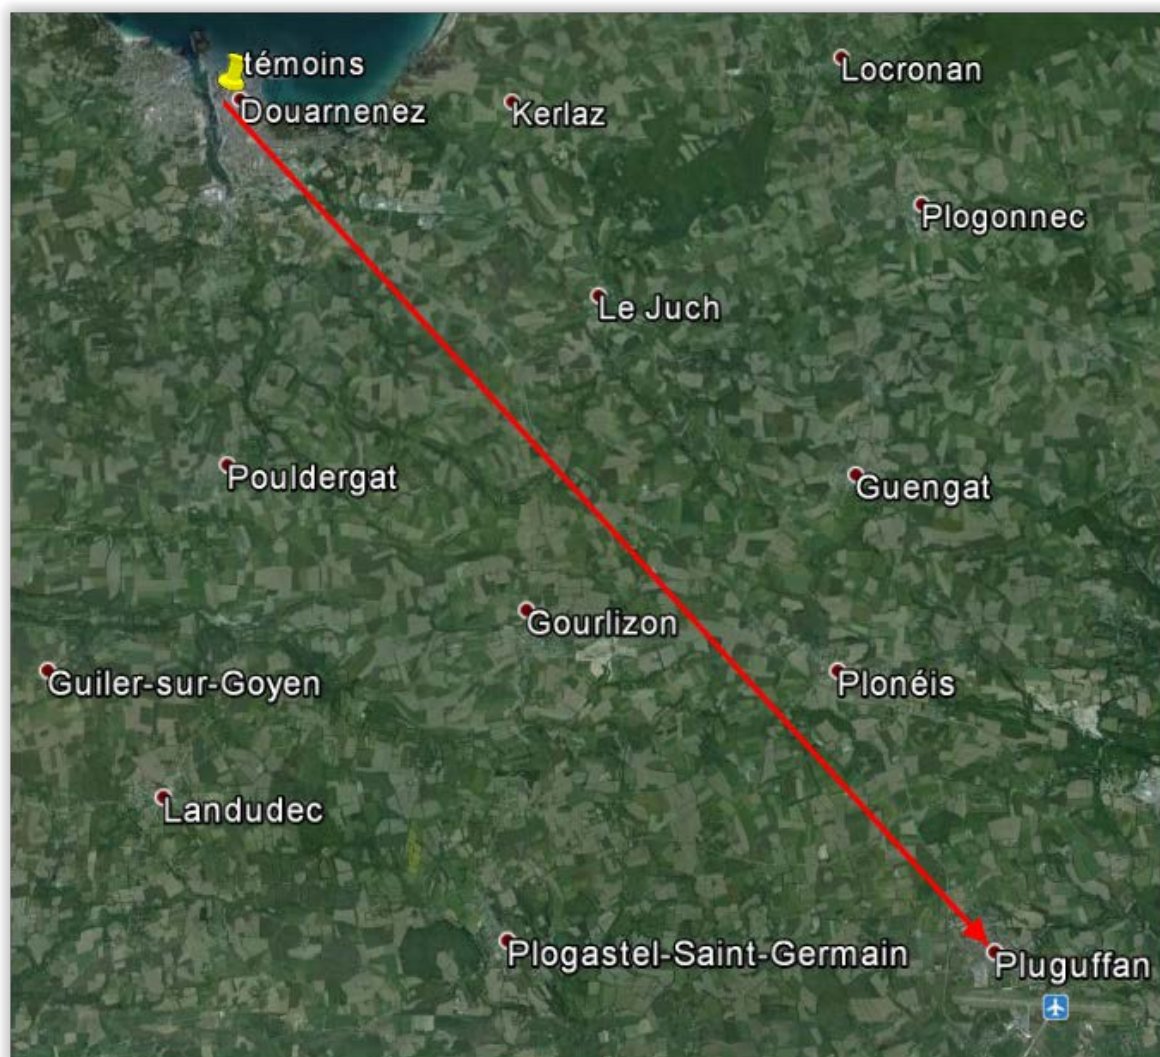 témoins
Locronan
Douarnenez
Kerlaz
Plogonnec
Le Juch
Pouldergat
Guengat
Gourlizon
Guiler-sur-Goyen
Plonéis
Landudec
Plogastel-Saint-Germain
Pluguffan